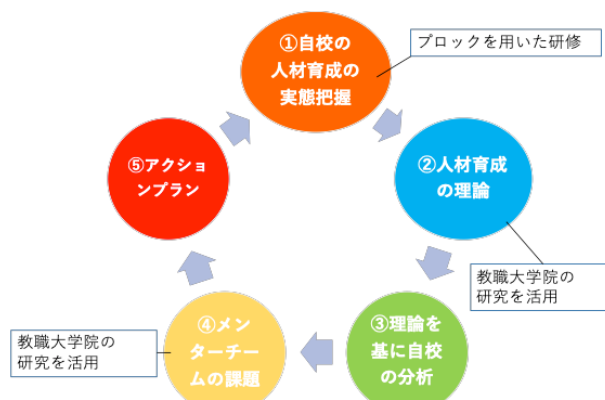 ①自校の
人材育成の
実態把握
ブロックを用いた研修
②人材育成
の理論
教職大学院の
研究を活用
③理論を
基に自校
の分析
④メン
ターチー
ムの課題
教職大学院の
研究を活用
⑤アクショ
ンプラン